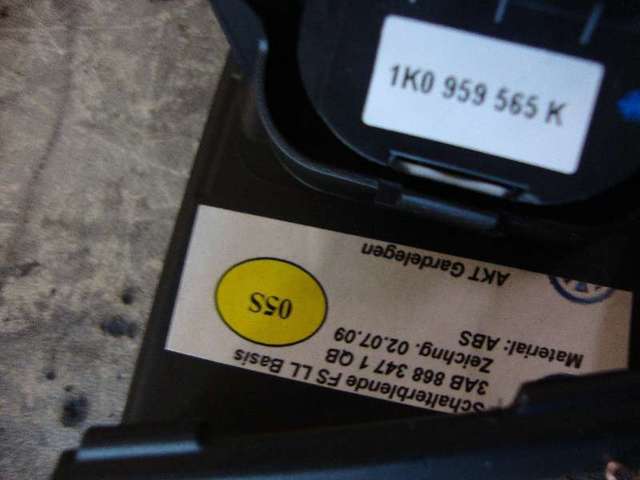 1K0 959 565 K
Schalterblende FS LL Basis
3AB 868 347 1 QB
Zeichng. 02.07.09
Material: ABS
05S
AKT Gardelegen